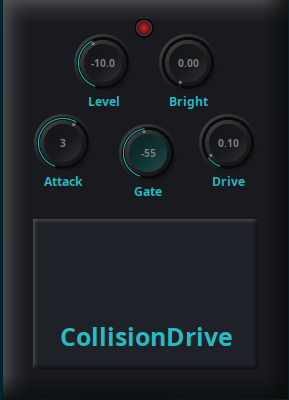 -10.0
0.00
Level
Bright
3
-55
0.10
Attack
Gate
Drive
CollisionDrive